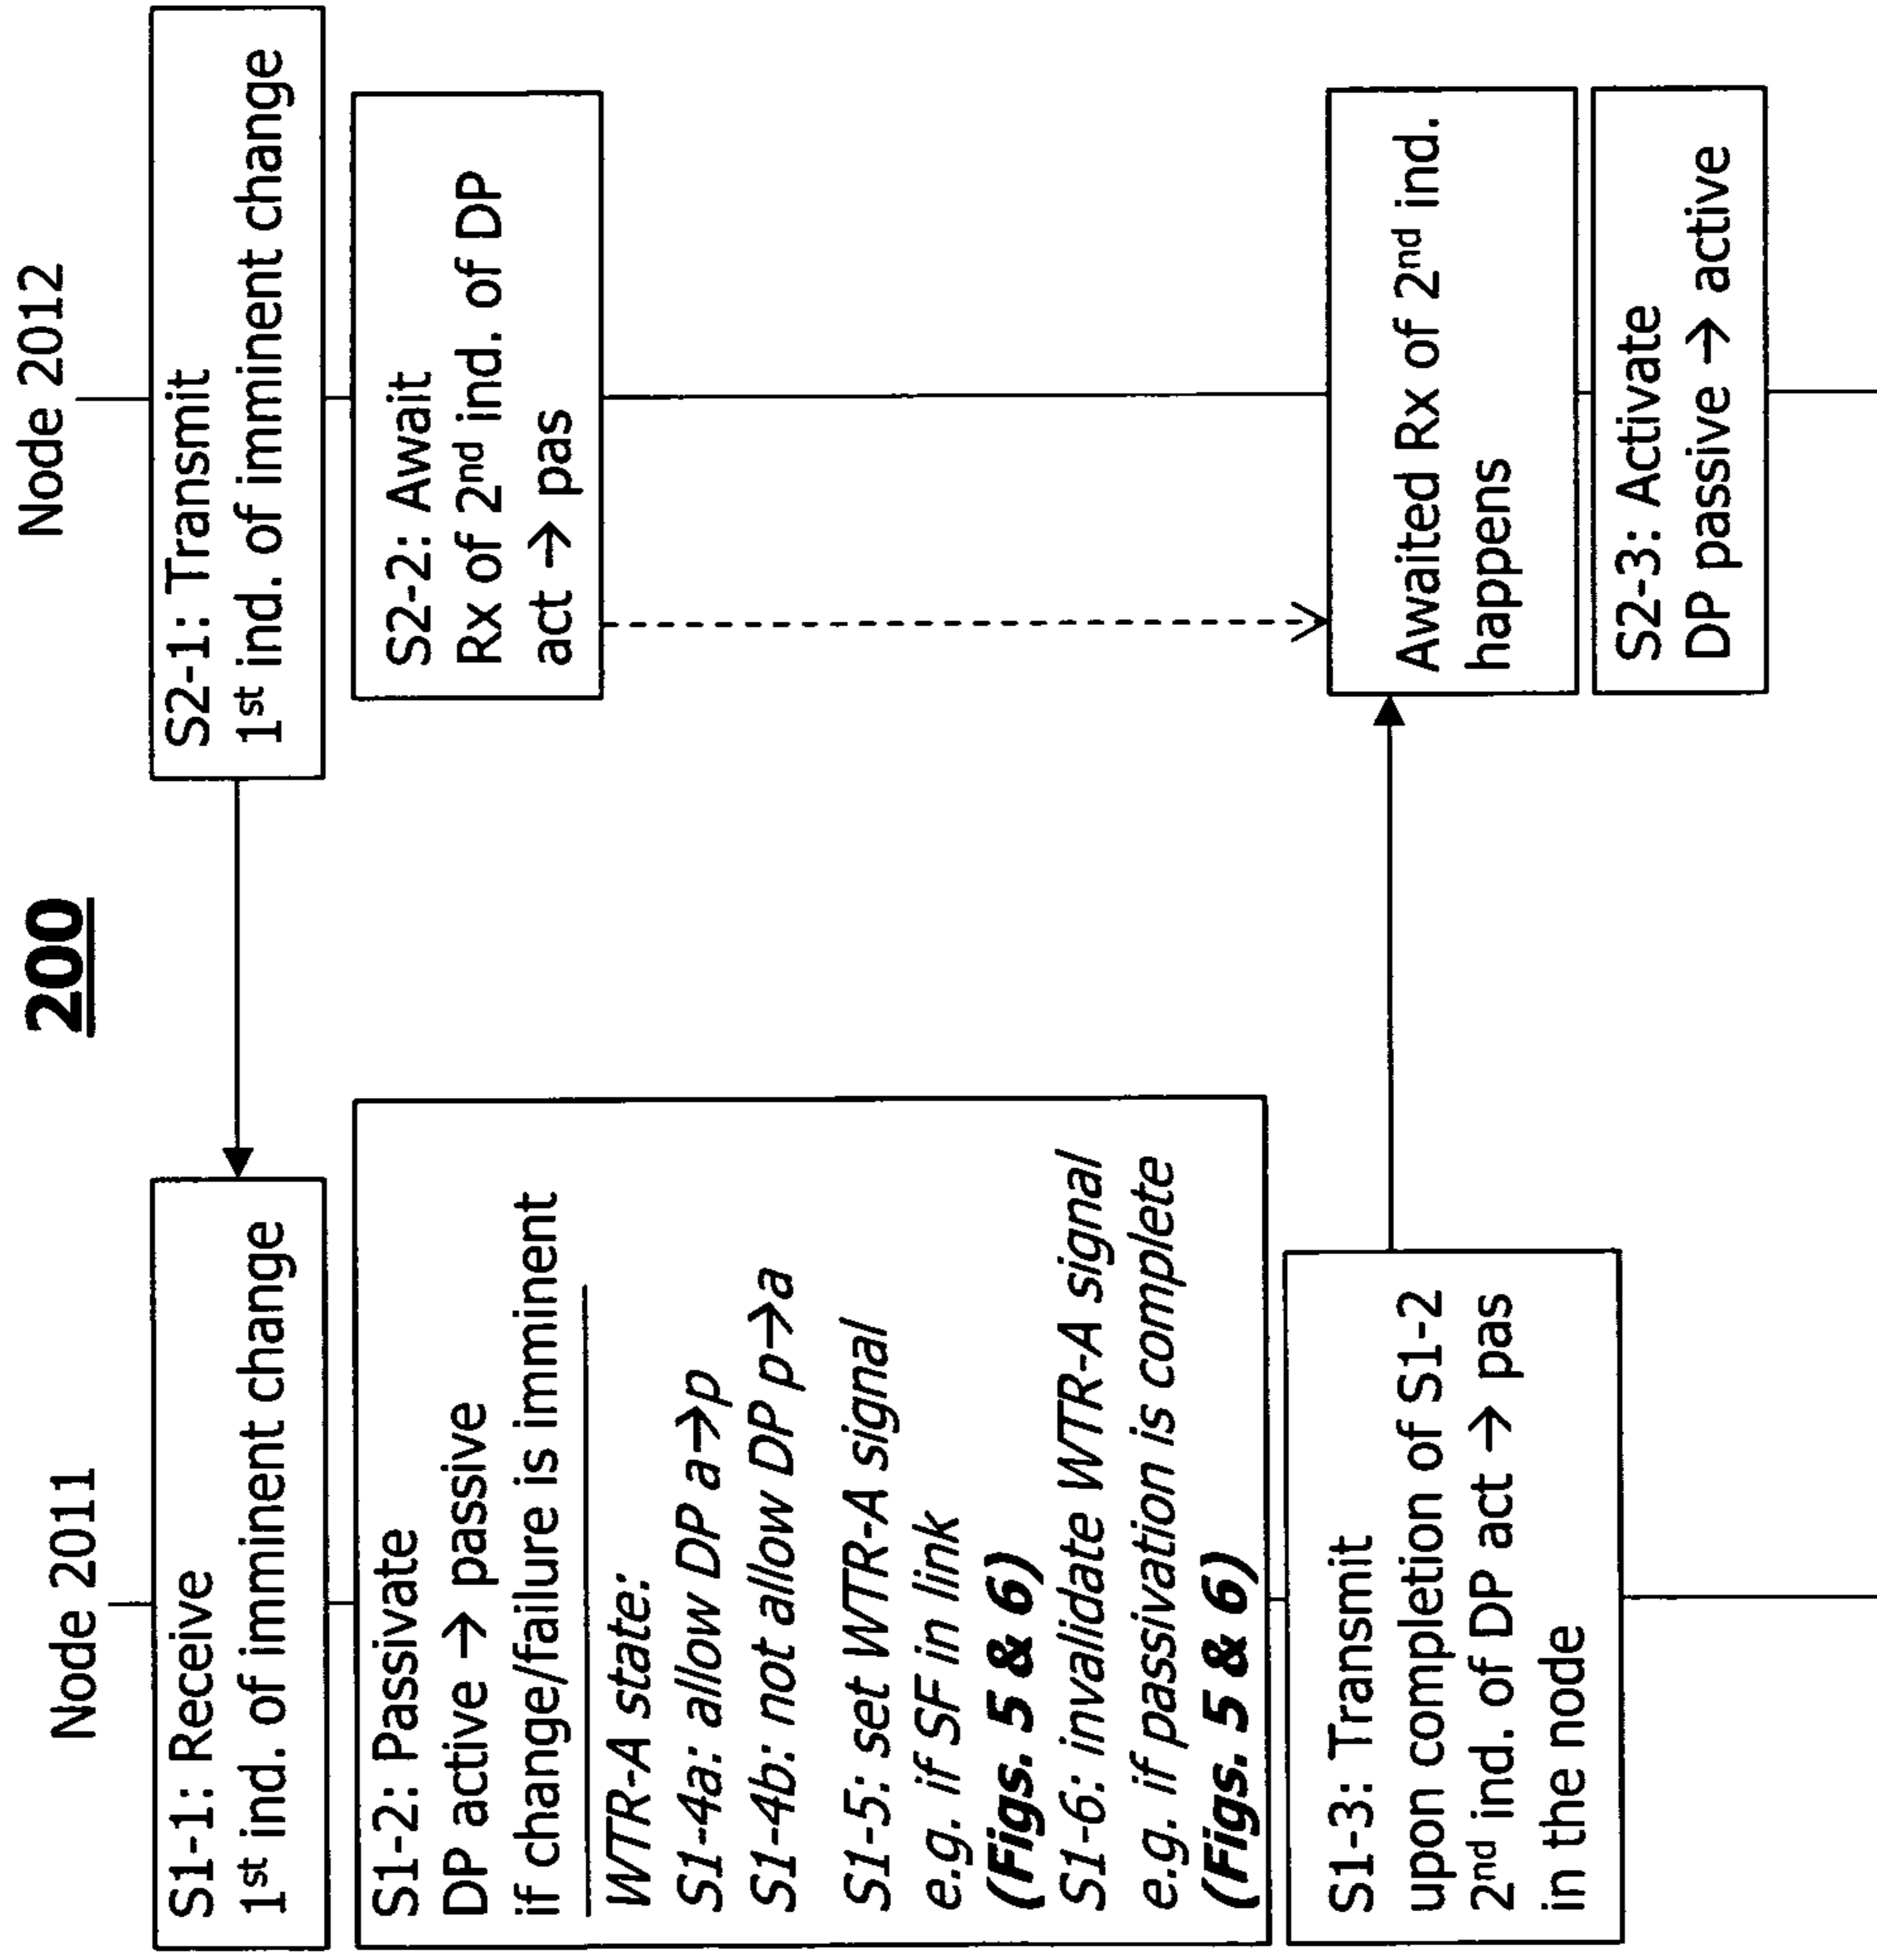 200
Node 2011
Node 2012
S1-1: Receive
1st ind. of imminent change
S2-1: Transmit
1st ind. of imminent change
S1-2: Passivate
DP active → passive
if change/failure is imminent
WTR-A state:
S1-4a: allow DP a→p
S1-4b: not allow DP p→a
S1-5: set WTR-A signal
e.g. if SF in link
(Figs. 5 & 6)
S1-6: invalidate WTR-A signal
e.g. if passivation is complete
(Figs. 5 & 6)
S2-2: Await
Rx of 2nd ind. of DP
act → pas
S1-3: Transmit
upon completion of S1-2
2nd ind. of DP act → pas
in the node
Awaited Rx of 2nd ind.
happens
S2-3: Activate
DP passive → active